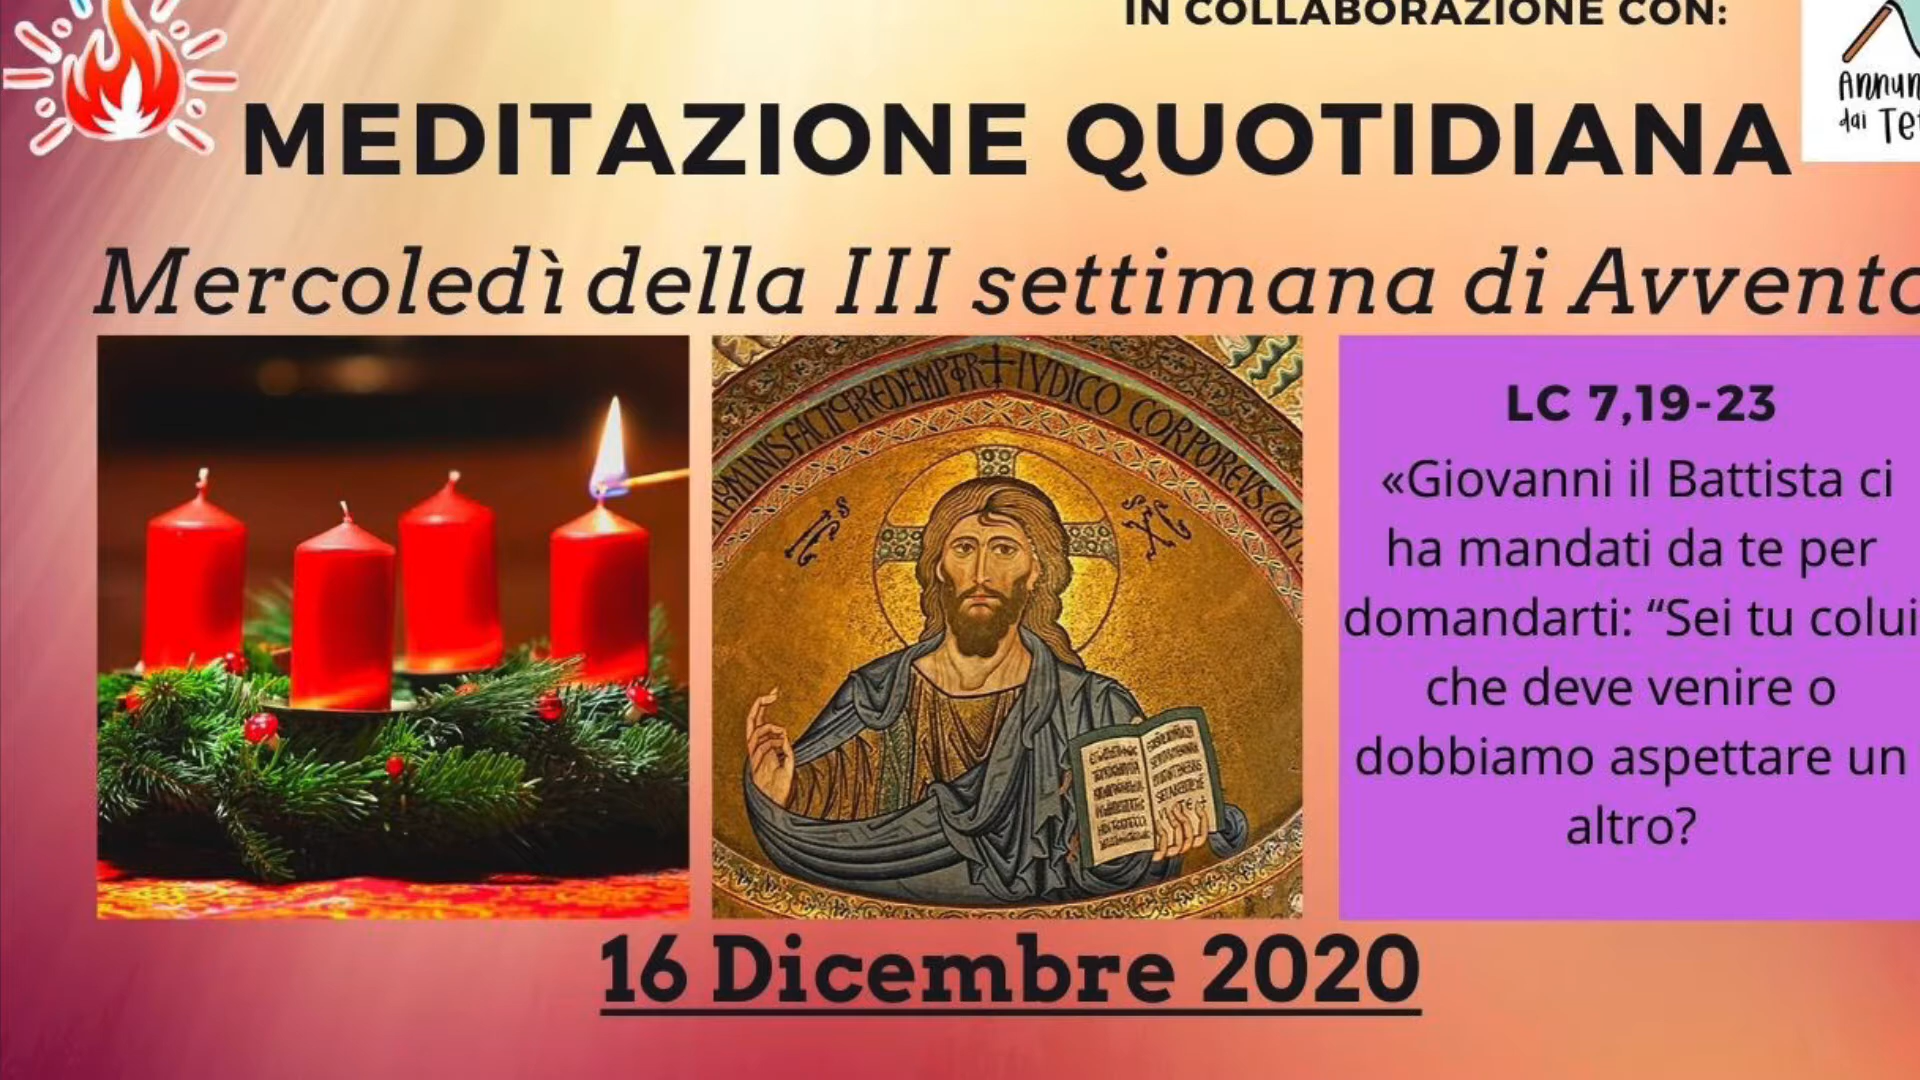 IN COLLABORAZIONE CON:
MEDITAZIONE QUOTIDIANA
Annun
dai Te
Mercoledì della III settimana di Avvento
IVDICO CORPOREVS
LC 7,19-23
«Giovanni il Battista ci
ha mandati da te per
domandarti: “Sei tu colui
che deve venire o
dobbiamo aspettare un
altro?
16 Dicembre 2020